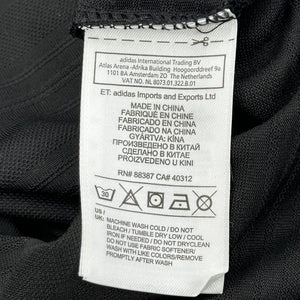 adidas International Trading BV
Atlas Arena -Afrika Building Hoogoorddreef 9a
1101 BA Amsterdam ZO The Netherlands
VAT NO. NL 8073.01.322.B.01
ET: adidas Imports and Exports Ltd
MADE IN CHINA
FABRIQUÉ EN CHINE
FABRICADO EN CHINA
FABRICADO NA CHINA
GYÁRTVA: KÍNA
СДЕЛАНО В КИТАЕ
PROIZVEDENO U KINI
RN# 88387 CA# 40312
30
US /
UK: MACHINE WASH COLD / DO NOT
BLEACH / TUMBLE DRY LOW / COOL
IRON IF NEEDED / DO NOT DRYCLEAN
DO NOT USE FABRIC SOFTENER/
WASH WITH LIKE COLORS/ REMOVE
PROMPTLY AFTER WASH